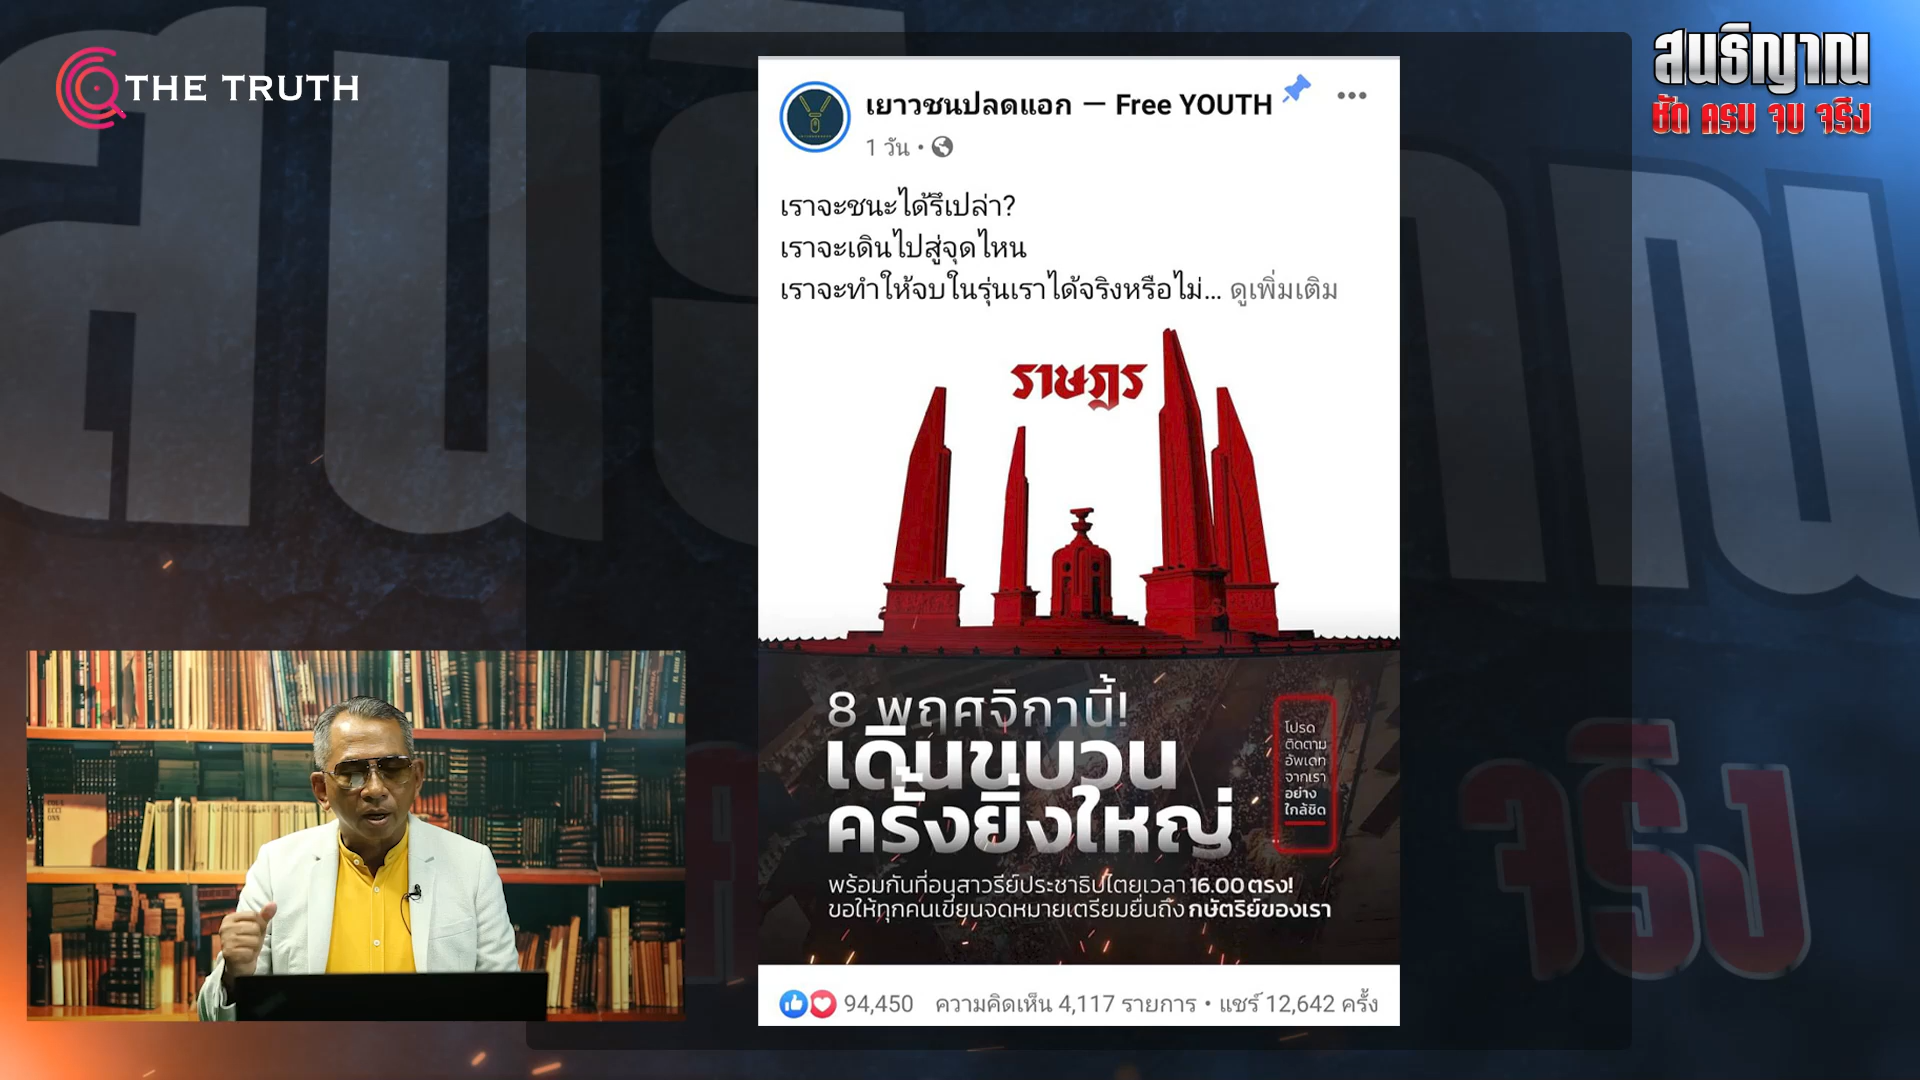 THE TRUTH
สนธิญาณ
ชัด ครบ จบ จริง
เยาวชนปลดแอก — Free YOUTH
1 วัน
เราจะชนะได้รึเปล่า?
เราจะเดินไปสู่จุดไหน
เราจะทำให้จบในรุ่นเราได้จริงหรือไม่... ดูเพิ่มเติม
ราษฎร
8 พฤศจิกานี้!
เดินขบวน
ครั้งยิ่งใหญ่
โปรด
ติดตาม
อัพเดท
จากเรา
อย่าง
ใกล้ชิด
พร้อมกันที่อนุสาวรีย์ประชาธิปไตยเวลา 16.00 ตรง!
ขอให้ทุกคนเขียนจดหมายเตรียมยื่นถึง กษัตริย์ของเรา
94,450 ความคิดเห็น 4,117 รายการ • แชร์ 12,642 ครั้ง